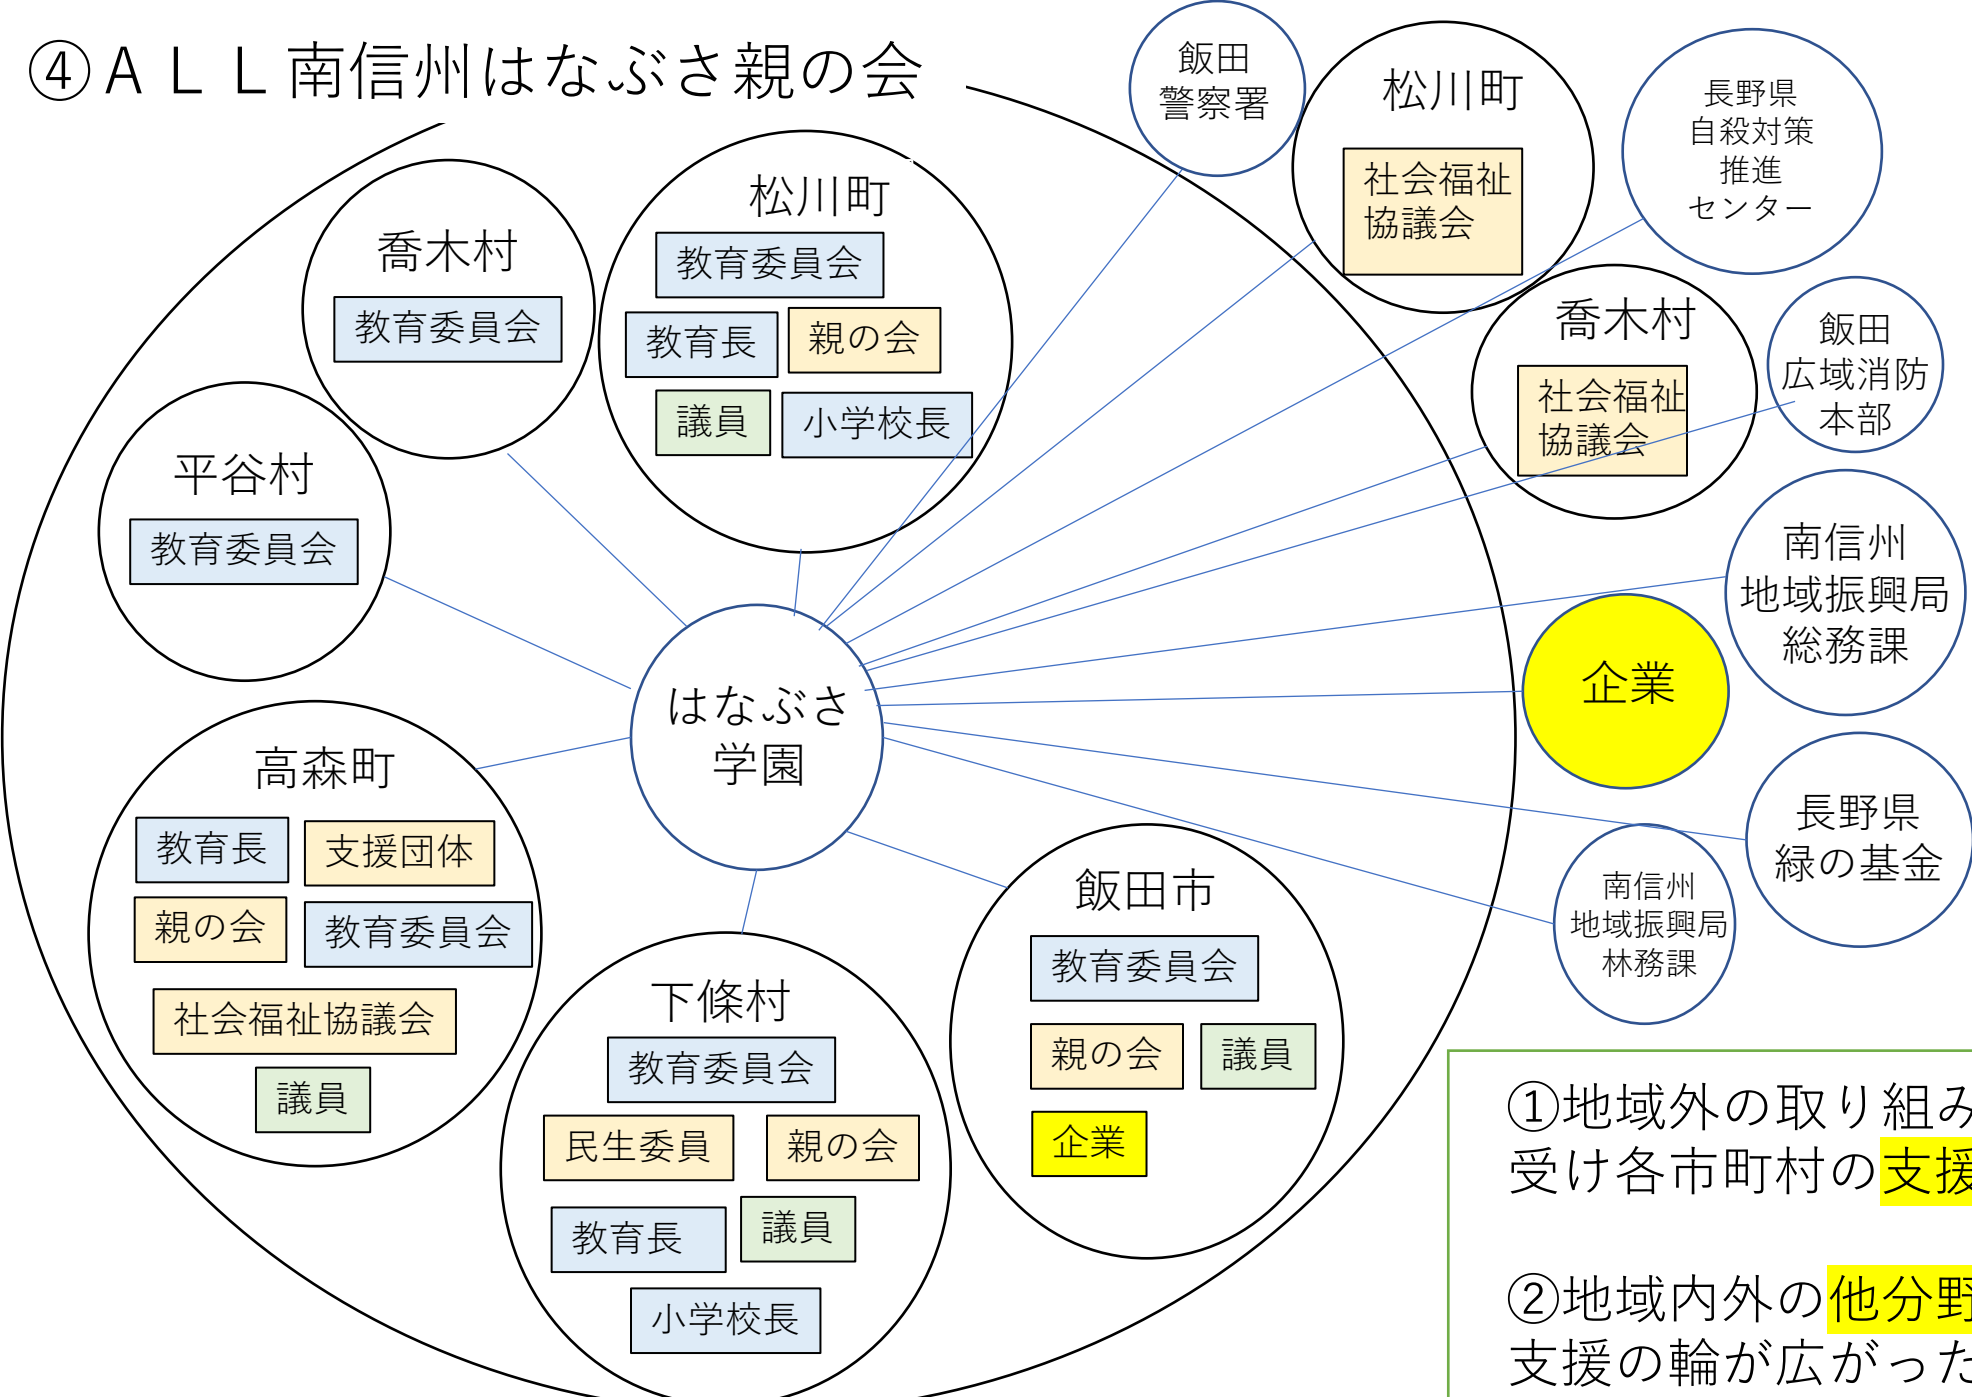 ④ＡＬＬ南信州はなぶさ親の会
飯田
警察署
松川町
社会福祉
協議会
長野県
自殺対策
推進
センター
喬木村
教育委員会
松川町
教育委員会
教育長
親の会
議員
小学校長
喬木村
社会福祉
協議会
飯田
広域消防
本部
平谷村
教育委員会
南信州
地域振興局
総務課
企業
はなぶさ
学園
高森町
教育長
支援団体
親の会
教育委員会
社会福祉協議会
議員
長野県
緑の基金
南信州
地域振興局
林務課
飯田市
教育委員会
親の会
議員
企業
下條村
教育委員会
民生委員
親の会
教育長
議員
小学校長
①地域外の取り組み
受け各市町村の支援
②地域内外の他分野
支援の輪が広がった